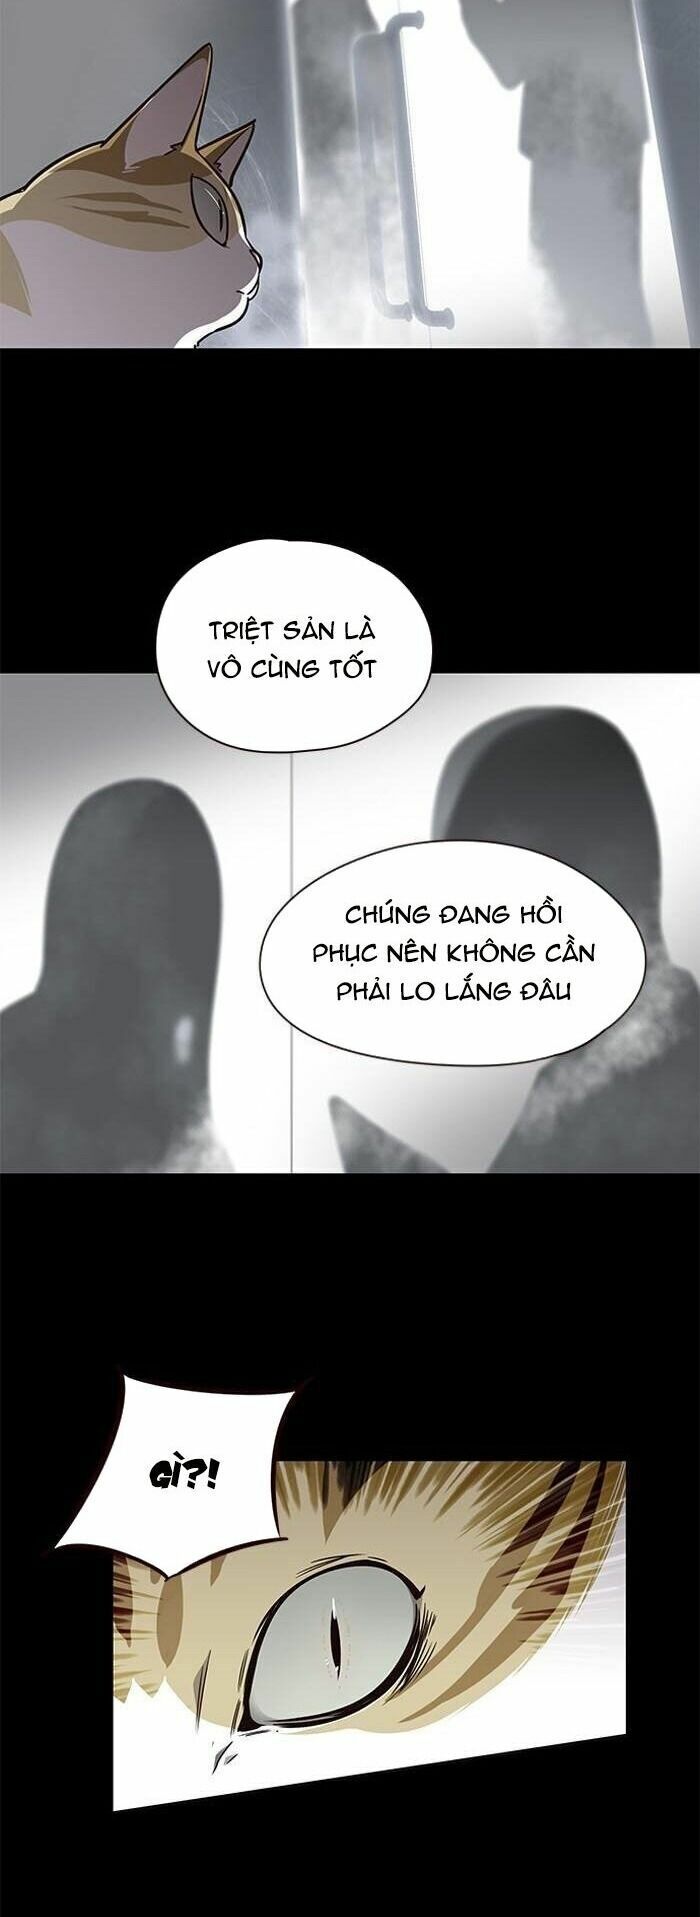 TRIỆT SẢN LÀ
VÔ CÙNG TỐT
CHÚNG ĐANG HỒI
PHỤC NÊN KHÔNG CẦN
PHẢI LO LẮNG ĐÂU
GÌ?!